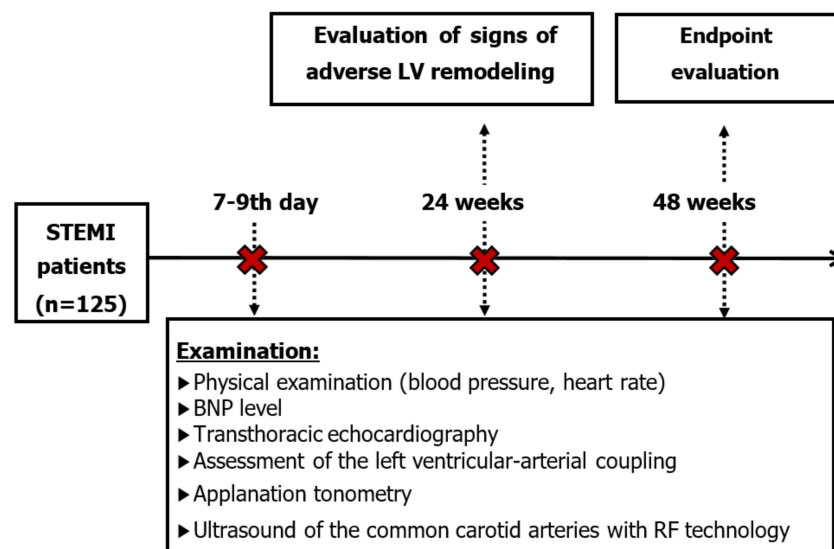 Evaluation of signs of
adverse LV remodeling
Endpoint
evaluation
7-9th day
24 weeks
48 weeks
STEMI
patients
(n=125)
Examination:
▶Physical examination (blood pressure, heart rate)
▶BNP level
▶Transthoracic echocardiography
▶Assessment of the left ventricular-arterial coupling
▶Applanation tonometry
▶Ultrasound of the common carotid arteries with RF technology